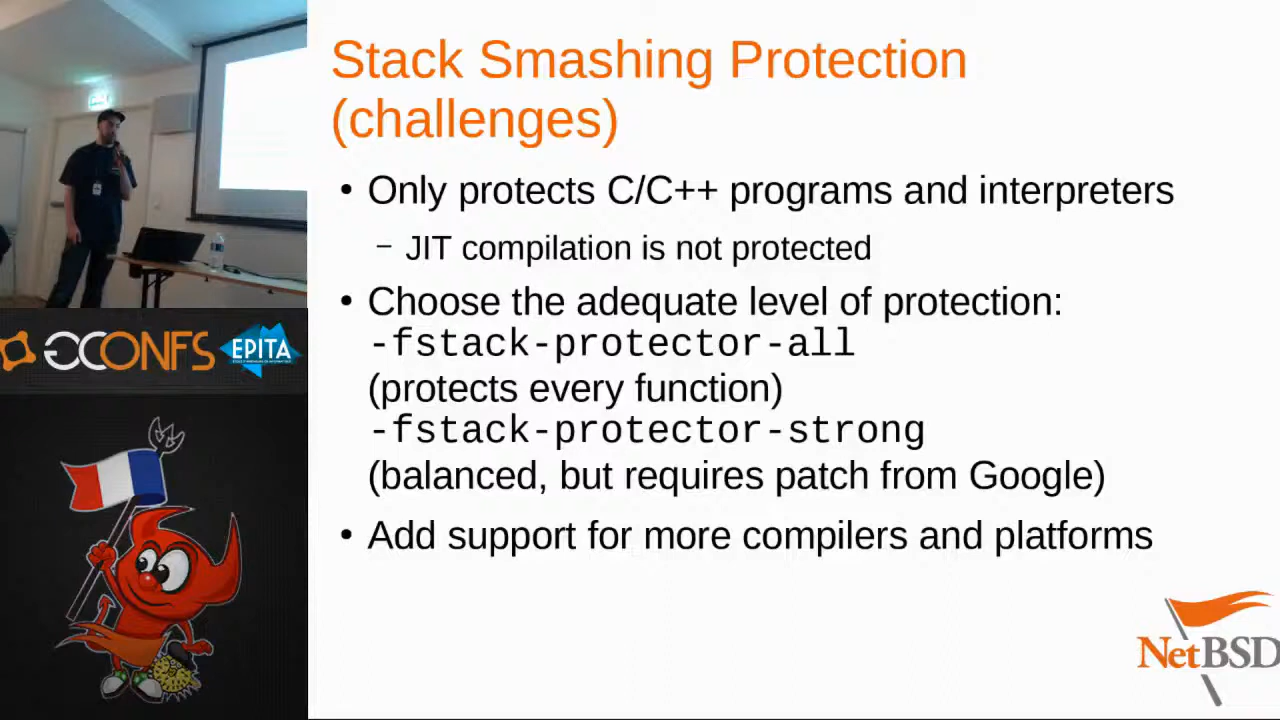 Stack Smashing Protection
(challenges)
• Only protects C/C++ programs and interpreters
– JIT compilation is not protected
• Choose the adequate level of protection:
-fstack-protector-all
(protects every function)
-fstack-protector-strong
(balanced, but requires patch from Google)
• Add support for more compilers and platforms
GCONFS
EPITA
NetBSD